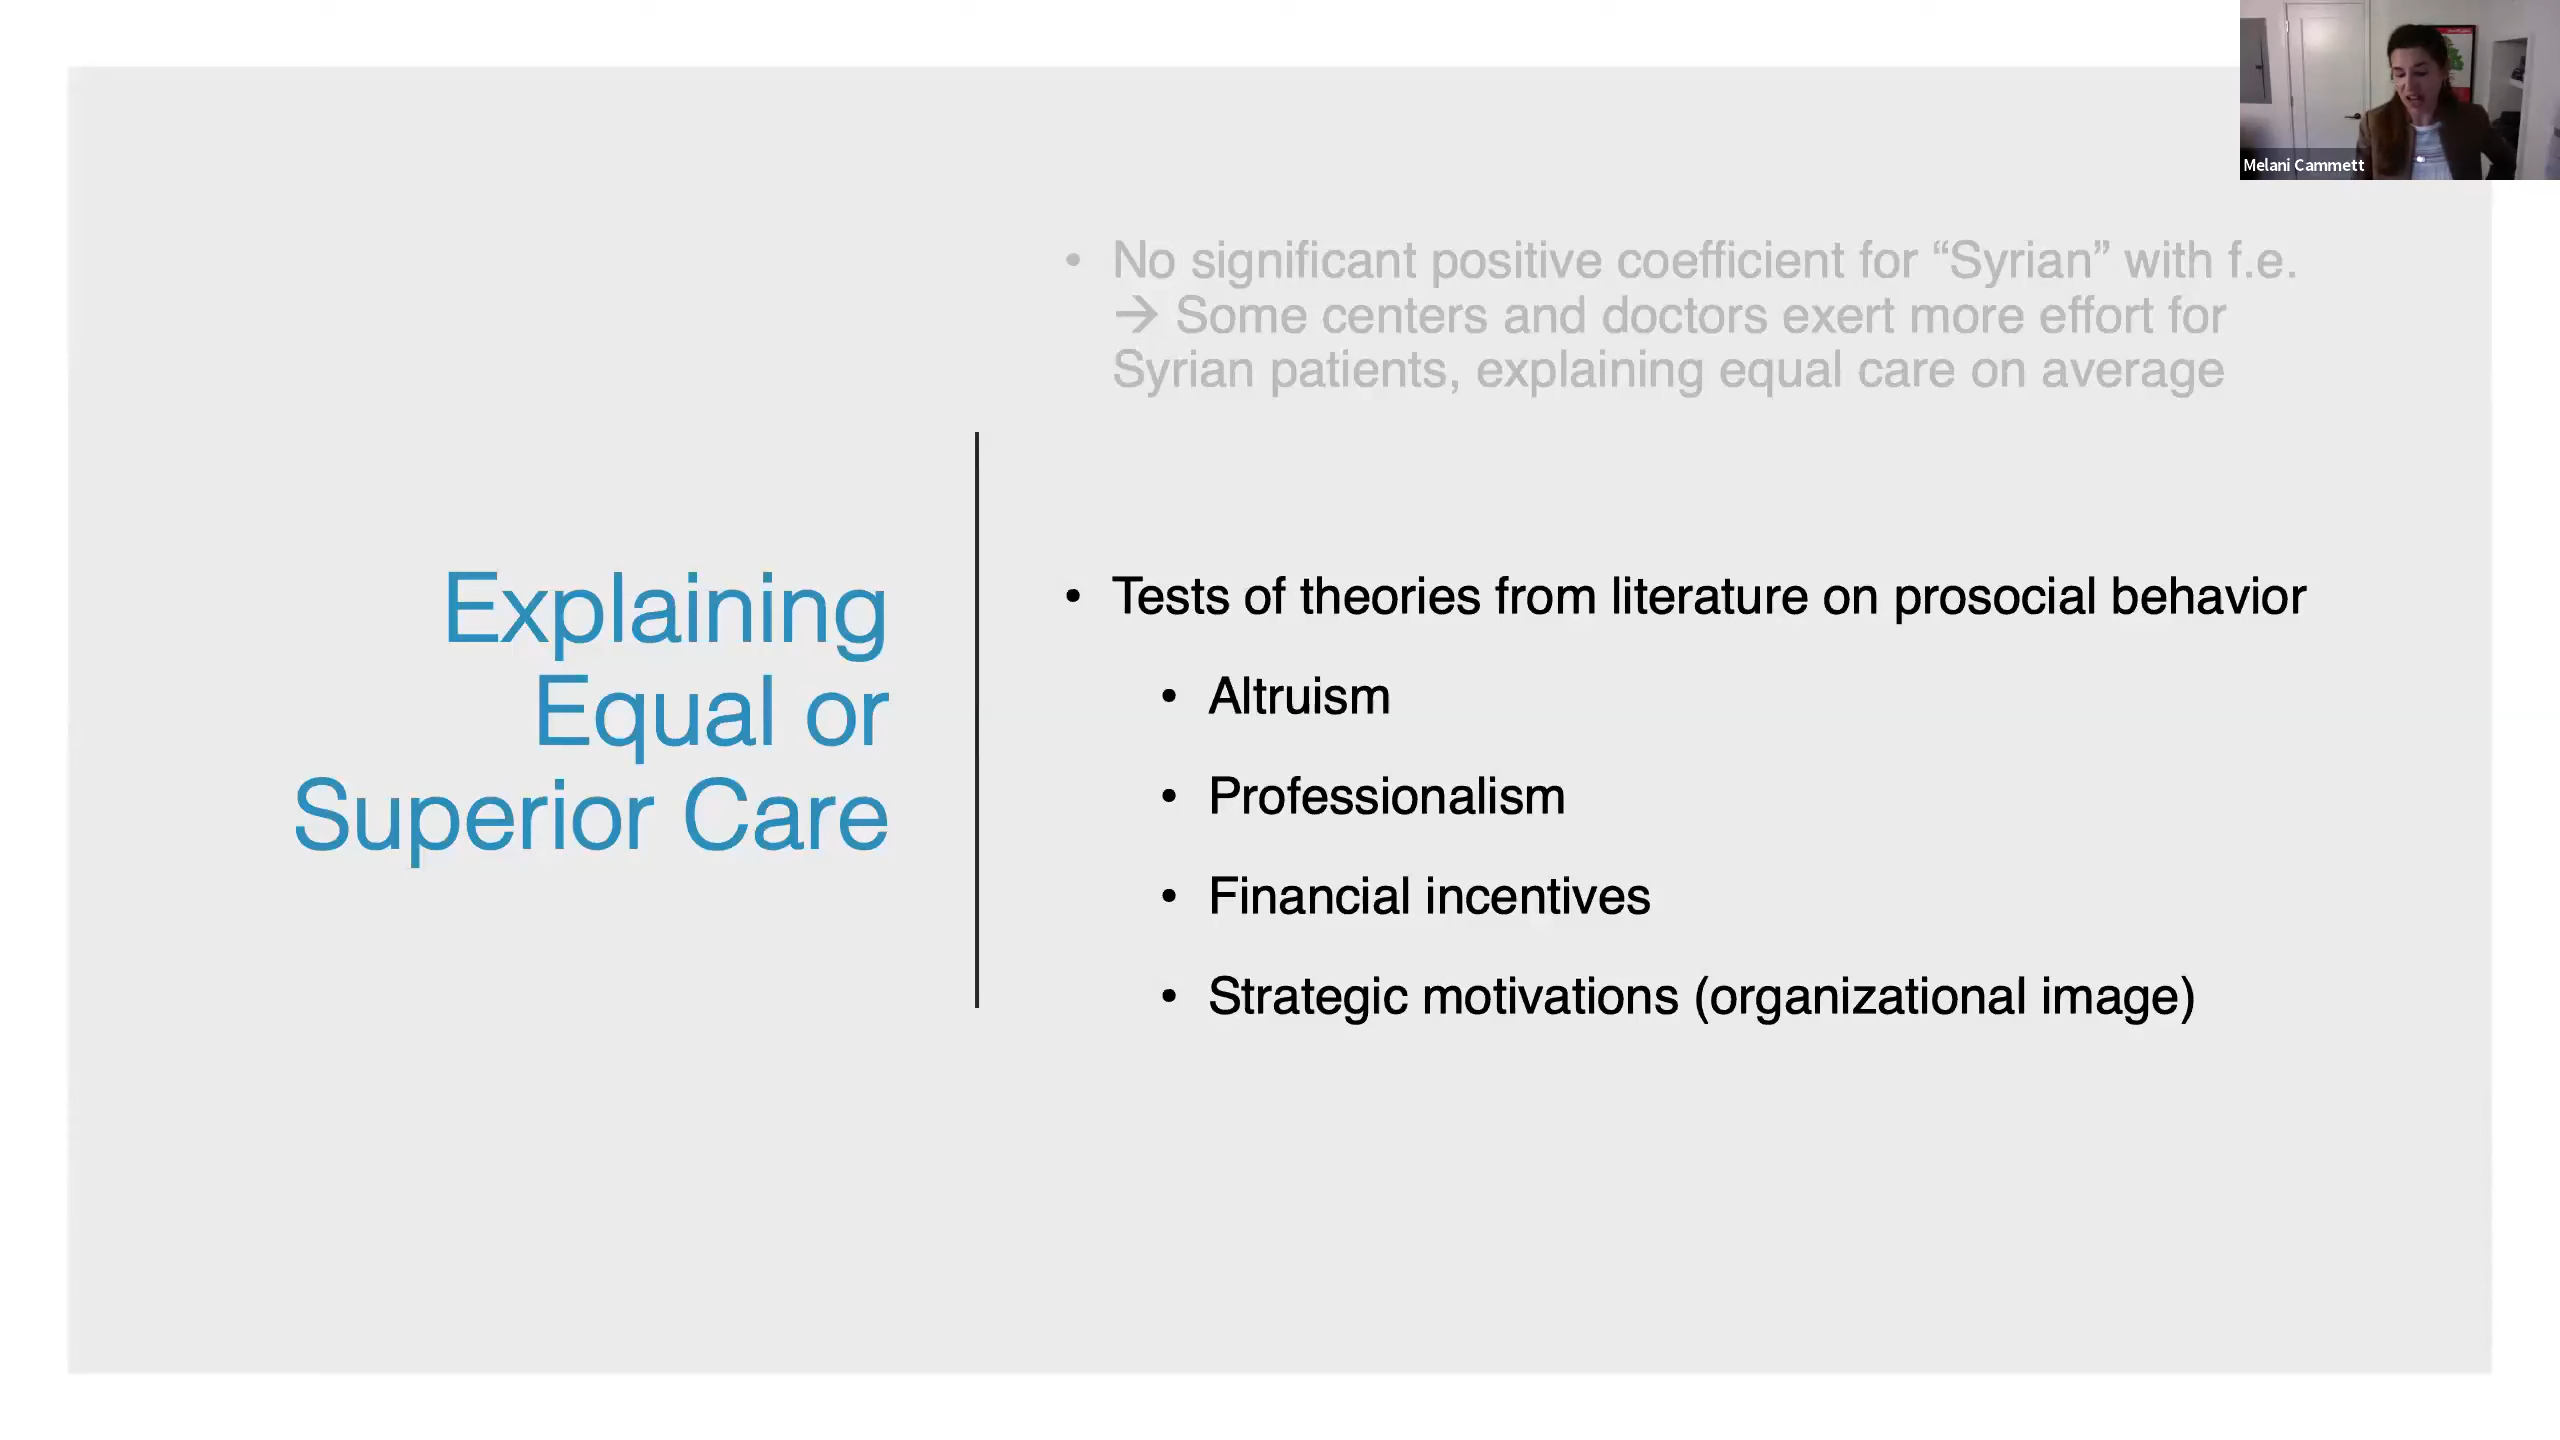 Melani Cammett
Explaining
Equal or
Superior Care
• No significant positive coefficient for “Syrian” with f.e.
→ Some centers and doctors exert more effort for
Syrian patients, explaining equal care on average
• Tests of theories from literature on prosocial behavior
• Altruism
• Professionalism
• Financial incentives
• Strategic motivations (organizational image)